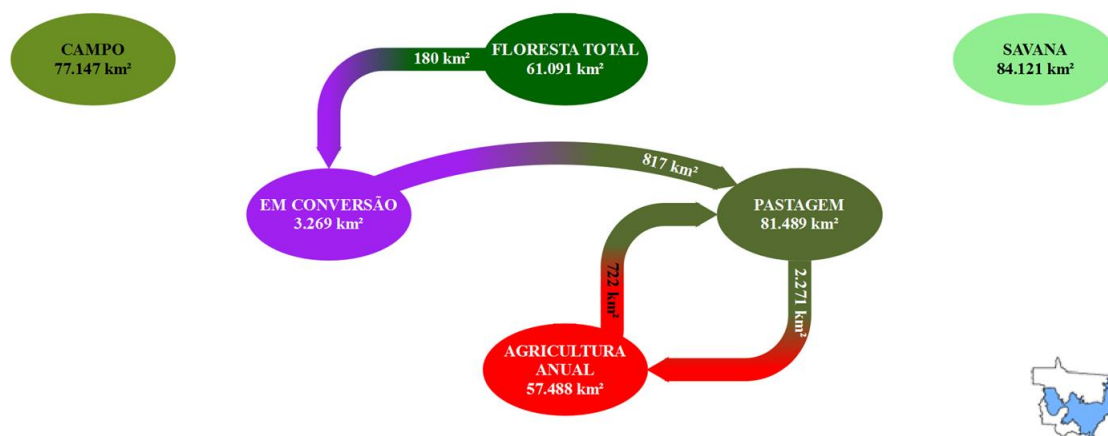 CAMPO
77.147 km²
180 km²
FLORESTA TOTAL
61.091 km²
SAVANA
84.121 km²
EM CONVERSÃO
3.269 km²
817 km²
PASTAGEM
81.489 km²
722 km²
2.271 km²
AGRICULTURA
ANUAL
57.488 km²